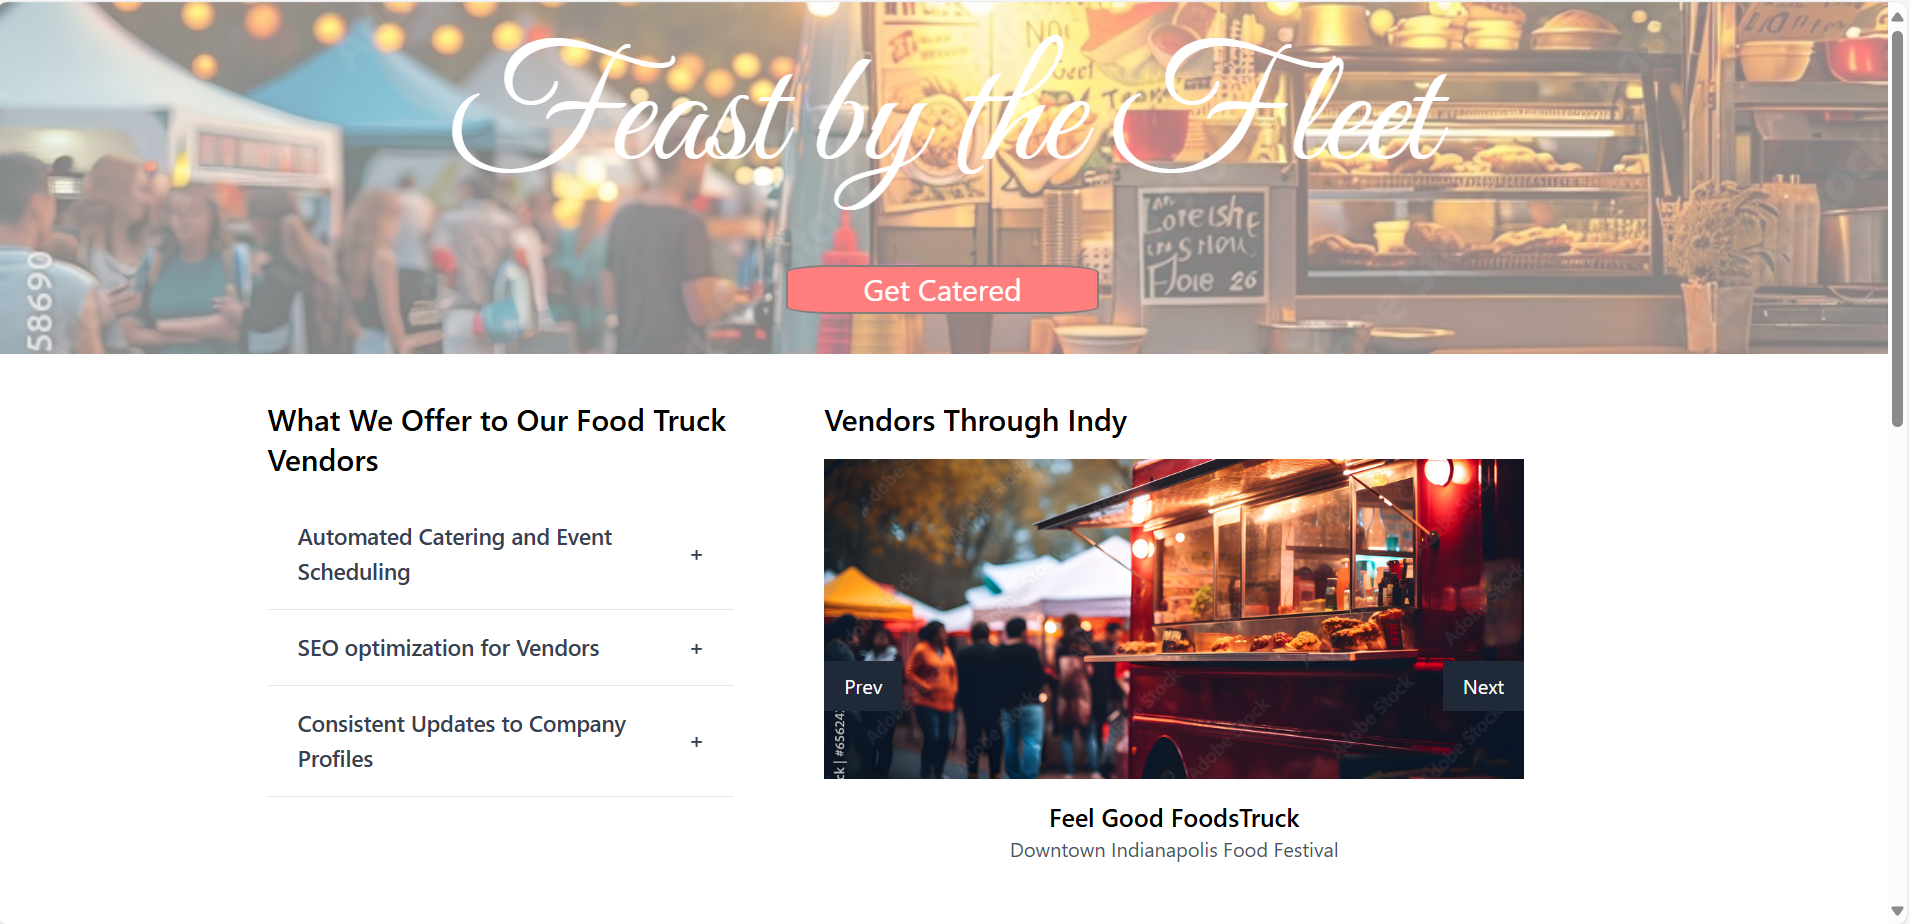 Feast by the Fleet
58690
Get Catered
What We Offer to Our Food Truck
Vendors
Automated Catering and Event
Scheduling
+
SEO optimization for Vendors
+
Consistent Updates to Company
Profiles
+
Vendors Through Indy
Adobe Stock
Prev
Next
Feel Good FoodsTruck
Downtown Indianapolis Food Festival